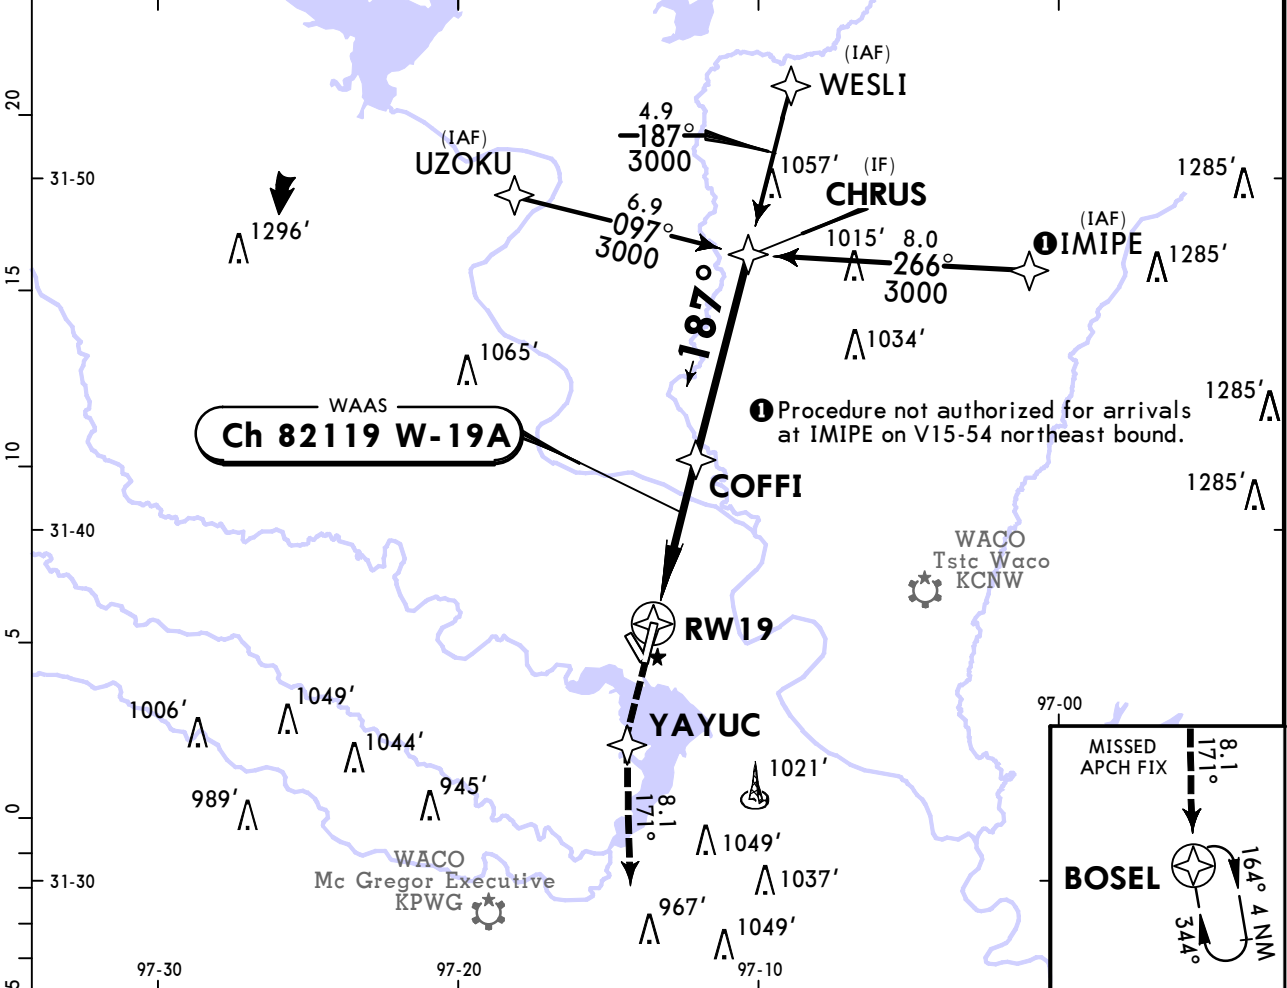 (IAF)
WESLI
20
4.9
187°
3000
(IAF)
UZOKU
1057'
(IF)
CHRUS
1285'
31-50
6.9
097°
3000
1296'
(IAF)
❶IMIPE
1015'
8.0
266°
3000
1285'
15
187°
1034'
1065'
WAAS
Ch 82119 W-19A
❶Procedure not authorized for arrivals
at IMIPE on V15-54 northeast bound.
1285'
10
COFFI
1285'
31-40
WACO
Tstc Waco
KCNW
5
RW19
1049'
1006'
YAYUC
97-00
1044'
MISSED
APCH FIX
8.1
171°
1021'
989'
945'
0
8.1
171°
1049'
WACO
Mc Gregor Executive
KPWG
31-30
1037'
BOSEL
164° 4 NM
344°
967'
1049'
97-30
97-20
97-10
5